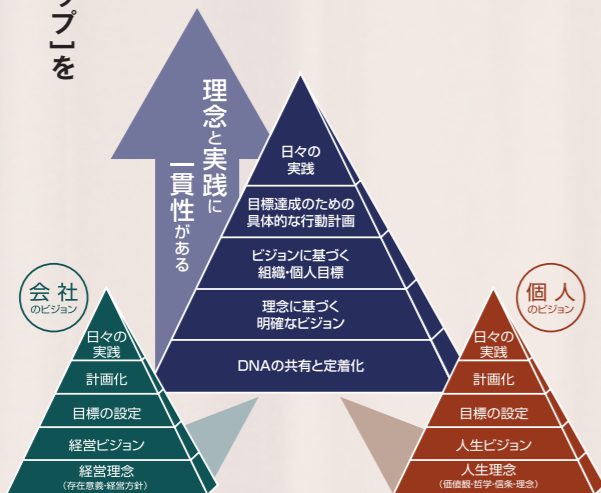 プ］を
理念と実践に
一貫性がある
日々の
実践
目標達成のための
具体的な行動計画
ビジョンに基づく
組織・個人目標
理念に基づく
明確なビジョン
DNAの共有と定着化
会社
のビジョン
日々の
実践
計画化
目標の設定
経営ビジョン
経営理念
（存在意義・経営方針）
個人
のビジョン
日々の
実践
計画化
目標の設定
人生ビジョン
人生理念
（価値観・哲学・信条・理念）